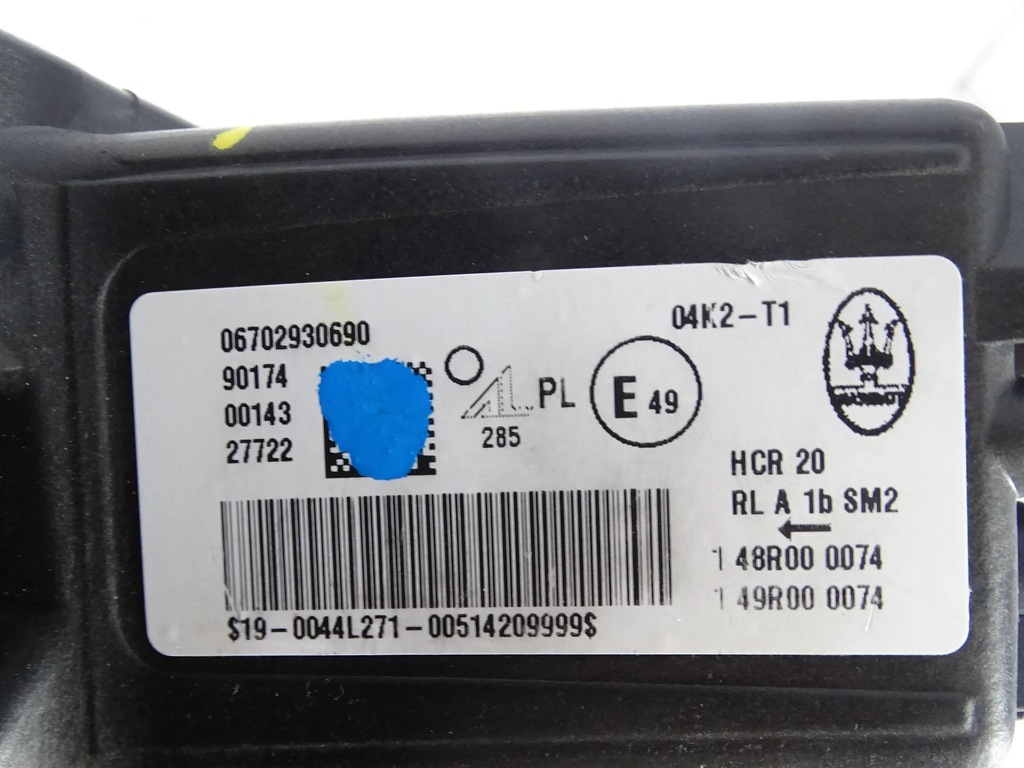 06702930690
90174
00143
27722
AL PL
285
E 49
04K2-T1
HCR 20
RL A 1b SM2
1 48R00 0074
1 49R00 0074
$19-0044L271-00514209999$